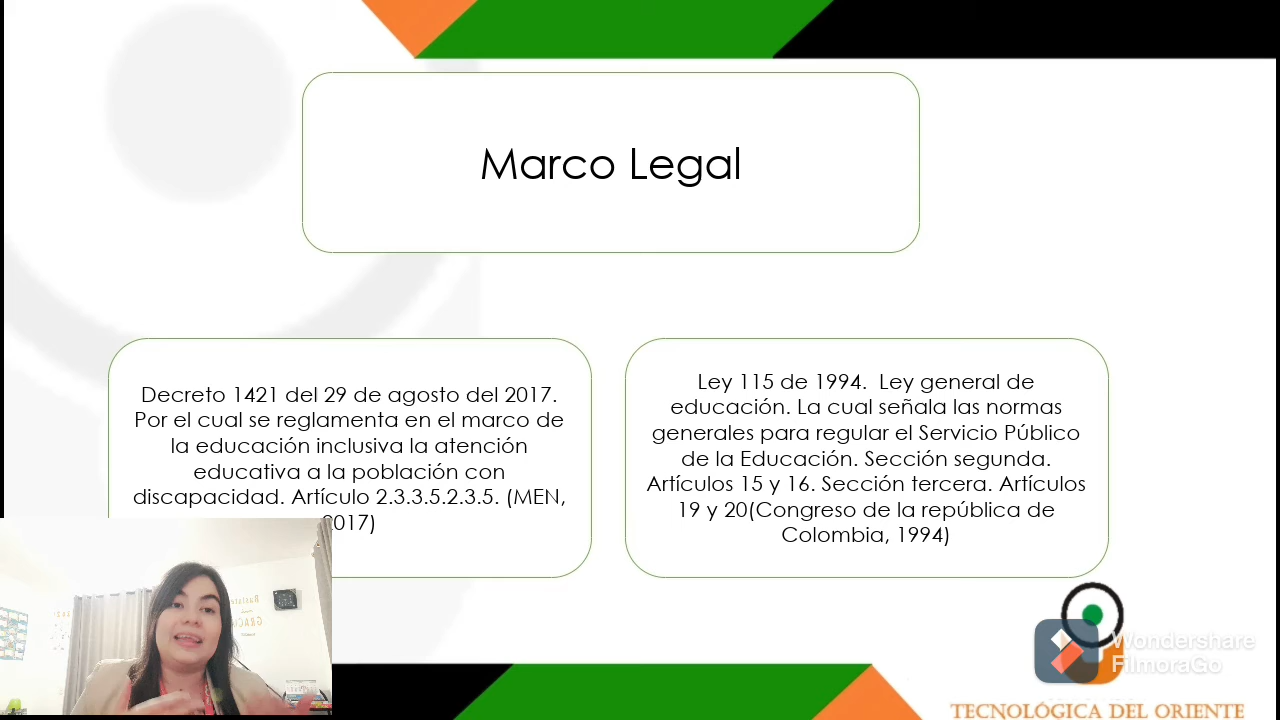 Marco Legal
Decreto 1421 del 29 de agosto del 2017.
Por el cual se reglamenta en el marco de
la educación inclusiva la atención
educativa a la población con
discapacidad. Artículo 2.3.3.5.2.3.5. (MEN,
2017)
Ley 115 de 1994.  Ley general de
educación. La cual señala las normas
generales para regular el Servicio Público
de la Educación. Sección segunda.
Artículos 15 y 16. Sección tercera. Artículos
19 y 20(Congreso de la república de
Colombia, 1994)
Wondershare
FilmoraGo
TECNOLÓGICA DEL ORIENTE